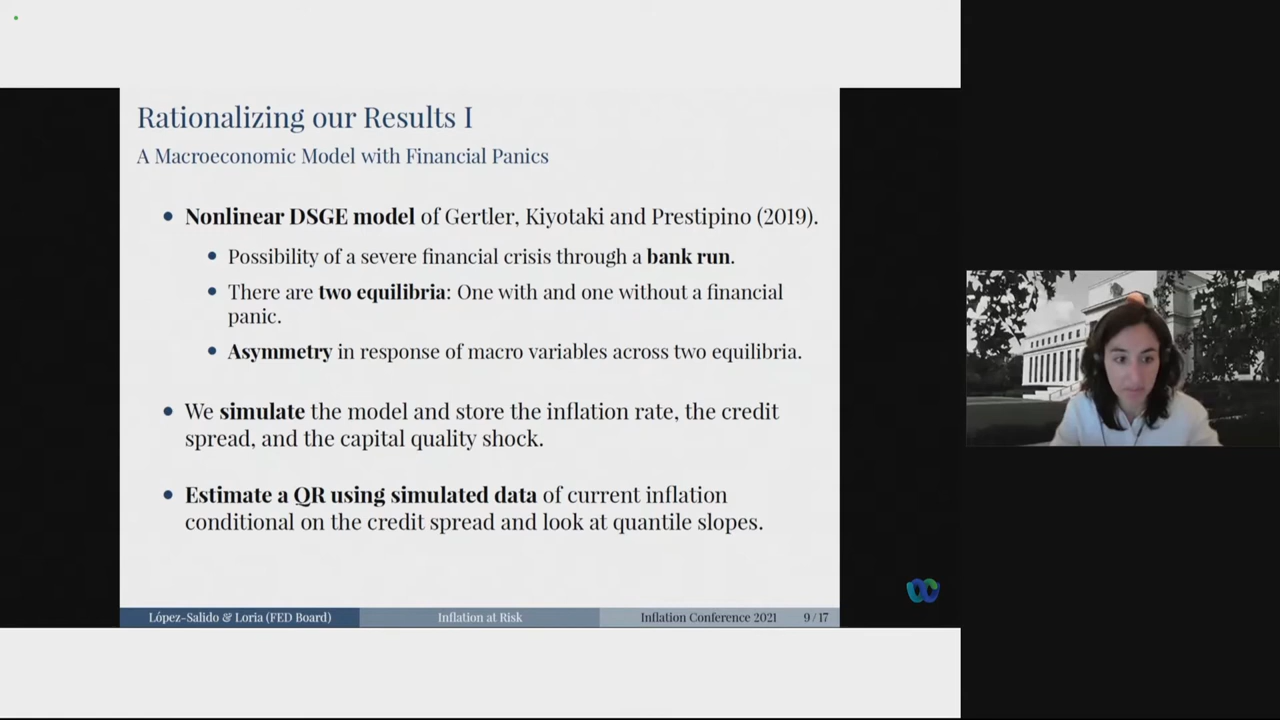 Rationalizing our Results I
A Macroeconomic Model with Financial Panics
• Nonlinear DSGE model of Gertler, Kiyotaki and Prestipino (2019).
• Possibility of a severe financial crisis through a bank run.
• There are two equilibria: One with and one without a financial
panic.
• Asymmetry in response of macro variables across two equilibria.
• We simulate the model and store the inflation rate, the credit
spread, and the capital quality shock.
• Estimate a QR using simulated data of current inflation
conditional on the credit spread and look at quantile slopes.
López-Salido & Loria (FED Board) Inflation at Risk Inflation Conference 2021 9 / 17